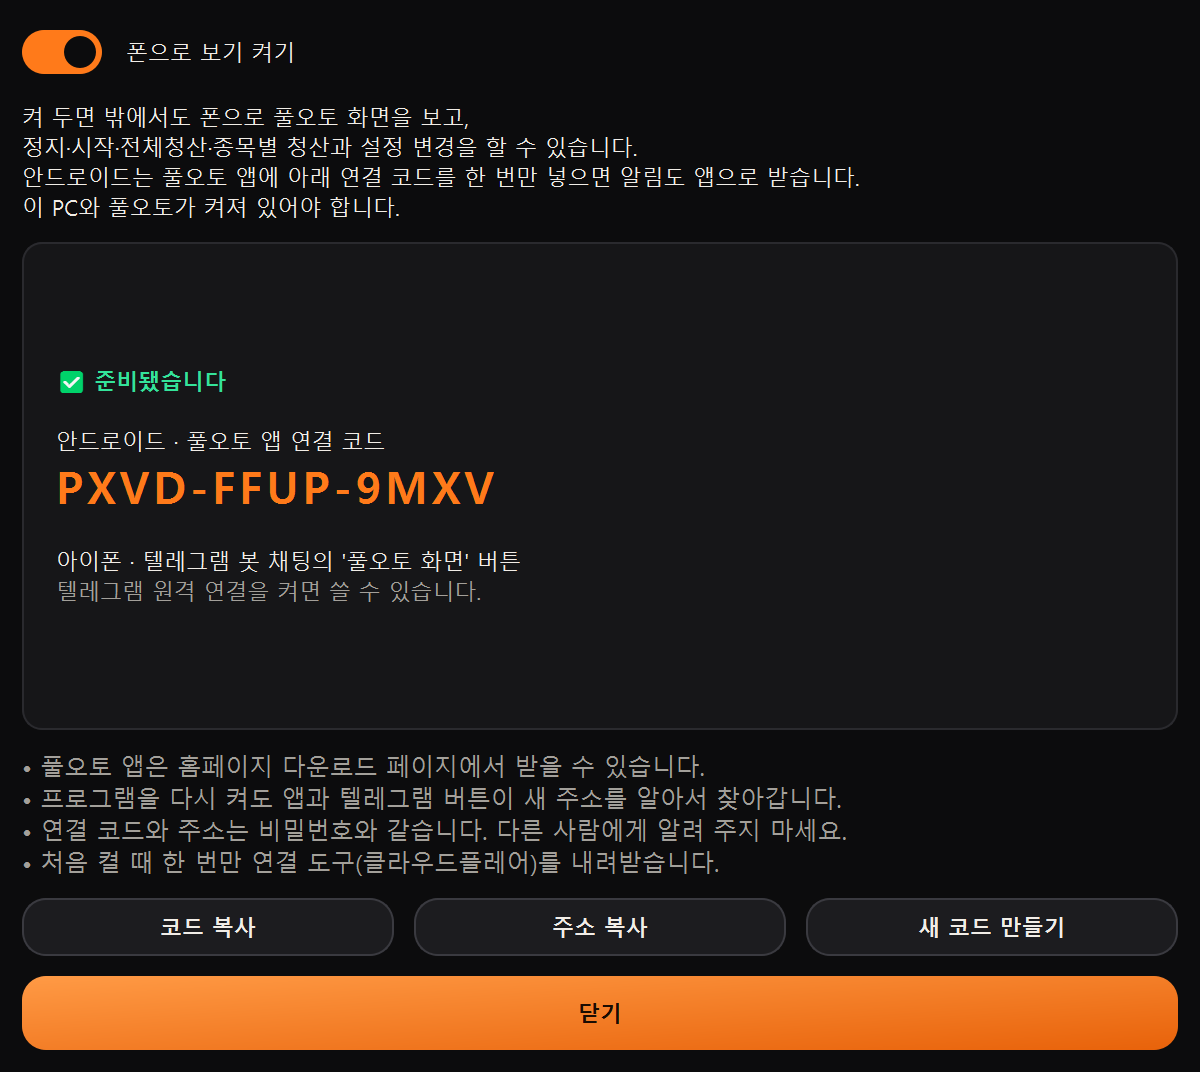 폰으로 보기 켜기
켜 두면 밖에서도 폰으로 풀오토 화면을 보고,
정지·시작·전체청산·종목별 청산과 설정 변경을 할 수 있습니다.
안드로이드는 풀오토 앱에 아래 연결 코드를 한 번만 넣으면 알림도 앱으로 받습니다.
이 PC와 풀오토가 켜져 있어야 합니다.
준비됐습니다
안드로이드 · 풀오토 앱 연결 코드
PXVD-FFUP-9MXV
아이폰 · 텔레그램 봇 채팅의 '풀오토 화면' 버튼
텔레그램 원격 연결을 켜면 쓸 수 있습니다.
• 풀오토 앱은 홈페이지 다운로드 페이지에서 받을 수 있습니다.
• 프로그램을 다시 켜도 앱과 텔레그램 버튼이 새 주소를 알아서 찾아갑니다.
• 연결 코드와 주소는 비밀번호와 같습니다. 다른 사람에게 알려 주지 마세요.
• 처음 켤 때 한 번만 연결 도구(클라우드플레어)를 내려받습니다.
코드 복사
주소 복사
새 코드 만들기
닫기